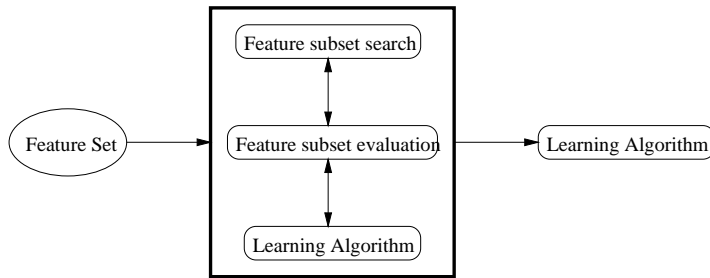 Feature subset search
Feature Set
Feature subset evaluation
Learning Algorithm
Learning Algorithm